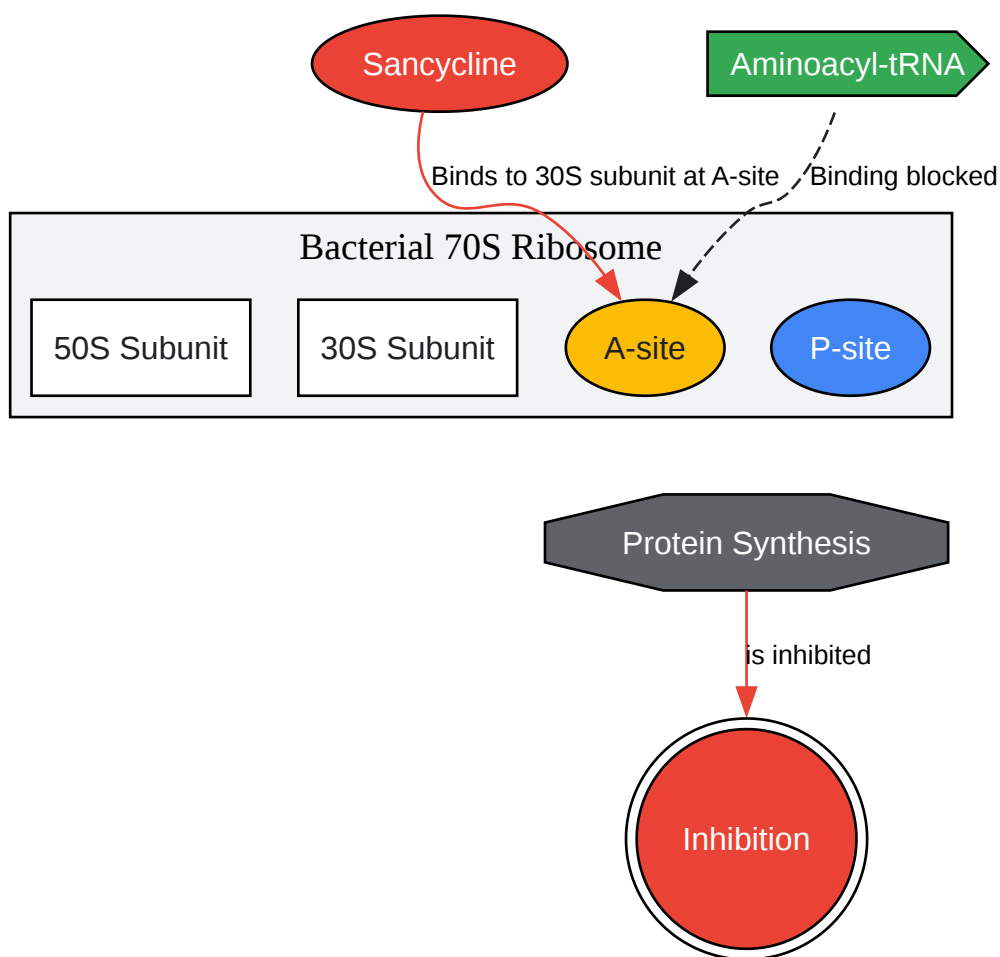 Sancycline
Aminoacyl-tRNA
Binds to 30S subunit at A-site
Binding blocked
Bacterial 70S Ribosome
50S Subunit
30S Subunit
A-site
P-site
Protein Synthesis
is inhibited
Inhibition